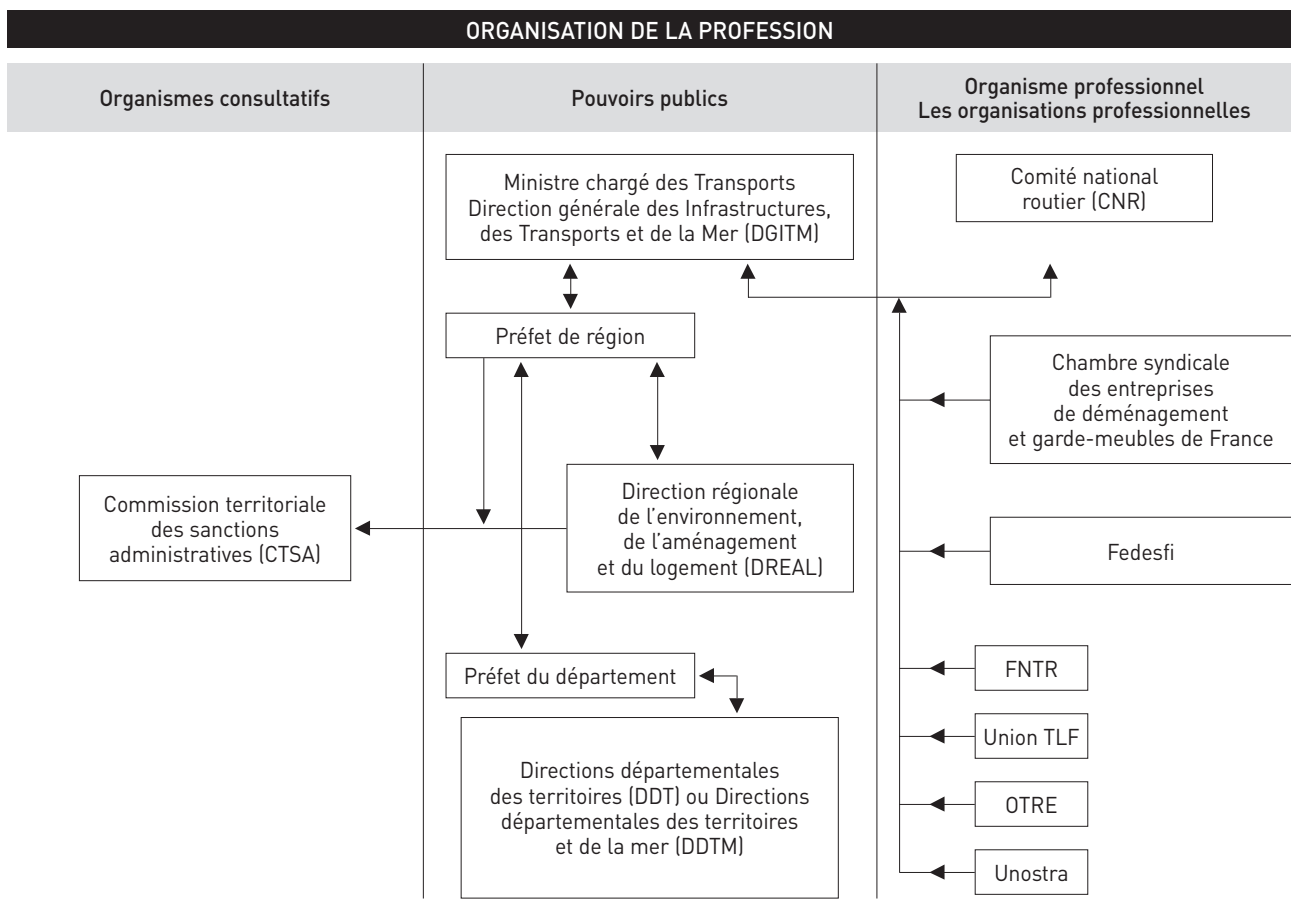 ORGANISATION DE LA PROFESSION
Organismes consultatifs
Pouvoirs publics
Organisme professionnel
Les organisations professionnelles
Ministre chargé des Transports
Direction générale des Infrastructures,
des Transports et de la Mer (DGITM)
Comité national
routier (CNR)
Préfet de région
Chambre syndicale
des entreprises
de déménagement
et garde-meubles de France
Commission territoriale
des sanctions
administratives (CTSA)
Direction régionale
de l’environnement,
de l’aménagement
et du logement (DREAL)
Fedesfi
Préfet du département
FNTR
Directions départementales
des territoires (DDT) ou Directions
départementales des territoires
et de la mer (DDTM)
Union TLF
OTRE
Unostra